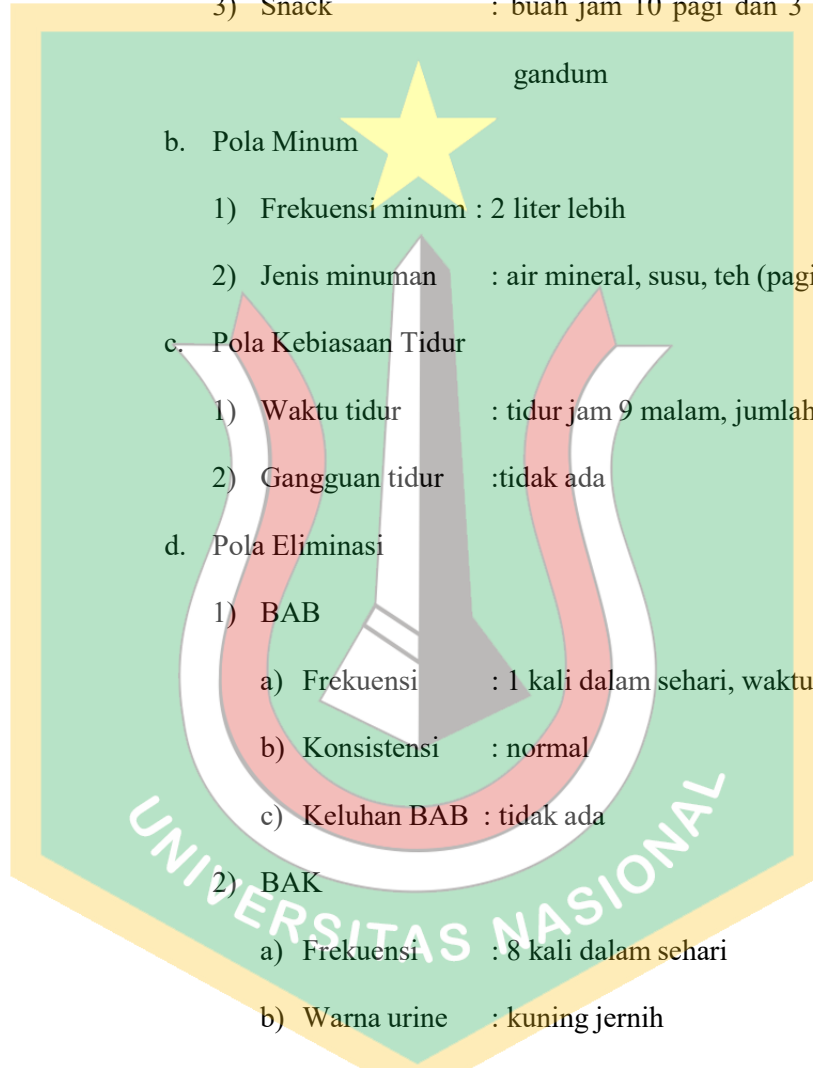 3) Snack : buah jam 10 pagi dan 3
gandum
b. Pola Minum
1) Frekuensi minum : 2 liter lebih
2) Jenis minuman : air mineral, susu, teh (pagi
c. Pola Kebiasaan Tidur
1) Waktu tidur : tidur jam 9 malam, jumlah
2) Gangguan tidur :tidak ada
d. Pola Eliminasi
1) BAB
a) Frekuensi : 1 kali dalam sehari, waktu
b) Konsistensi : normal
c) Keluhan BAB : tidak ada
2) BAK
a) Frekuensi : 8 kali dalam sehari
b) Warna urine : kuning jernih
UNIVERSITAS NASIONAL